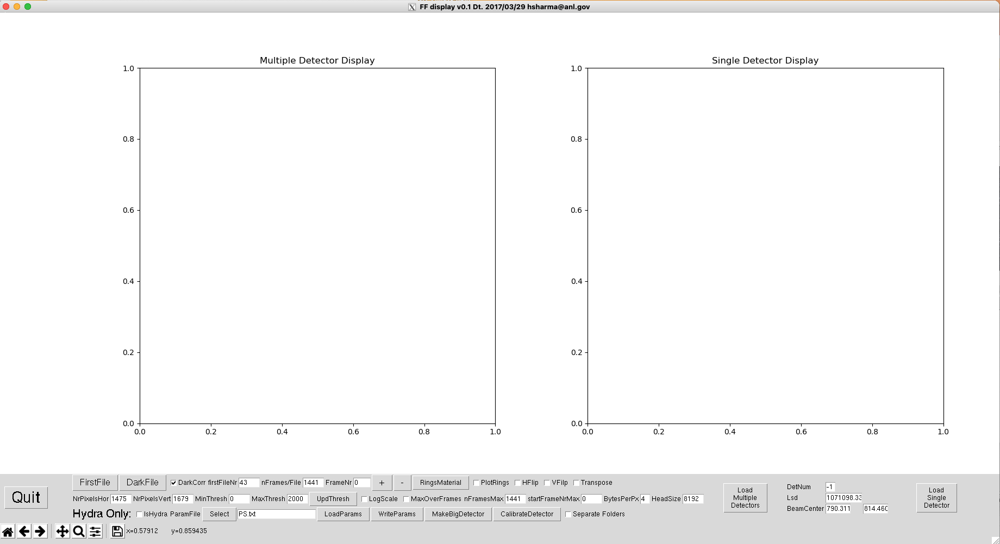 FF display v0.1 Dt. 2017/03/29 hsharma@anl.gov
Multiple Detector Display
1.0
0.8
0.6
0.4
0.2
0.0
0.0 0.2 0.4 0.6 0.8 1.0
Single Detector Display
1.0
0.8
0.6
0.4
0.2
0.0
0.0 0.2 0.4 0.6 0.8 1.0
Quit
FirstFile DarkFile DarkCorr firstFileNr 43 nFrames/File 1441 FrameNr 0 + - RingsMaterial PlotRings HFlip VFilp Transpose
NrPixelsHor 1475 NrPixelsVert 1679 MinThresh 0 MaxThresh 2000 UpdThresh LogScale MaxOverFrames nFramesMax 1441 startFrameNrMax 0 BytesPerPx 4 HeadSize 8192
Hydra Only: IsHydra ParamFile Select PS.txt LoadParams WriteParams MakeBigDetector CalibrateDetector Separate Folders
Load
Multiple
Detectors
DetNum -1
Lsd 1071098.33
BeamCenter 790.311 814.460
Load
Single
Detector
x=0.57912 y=0.859435